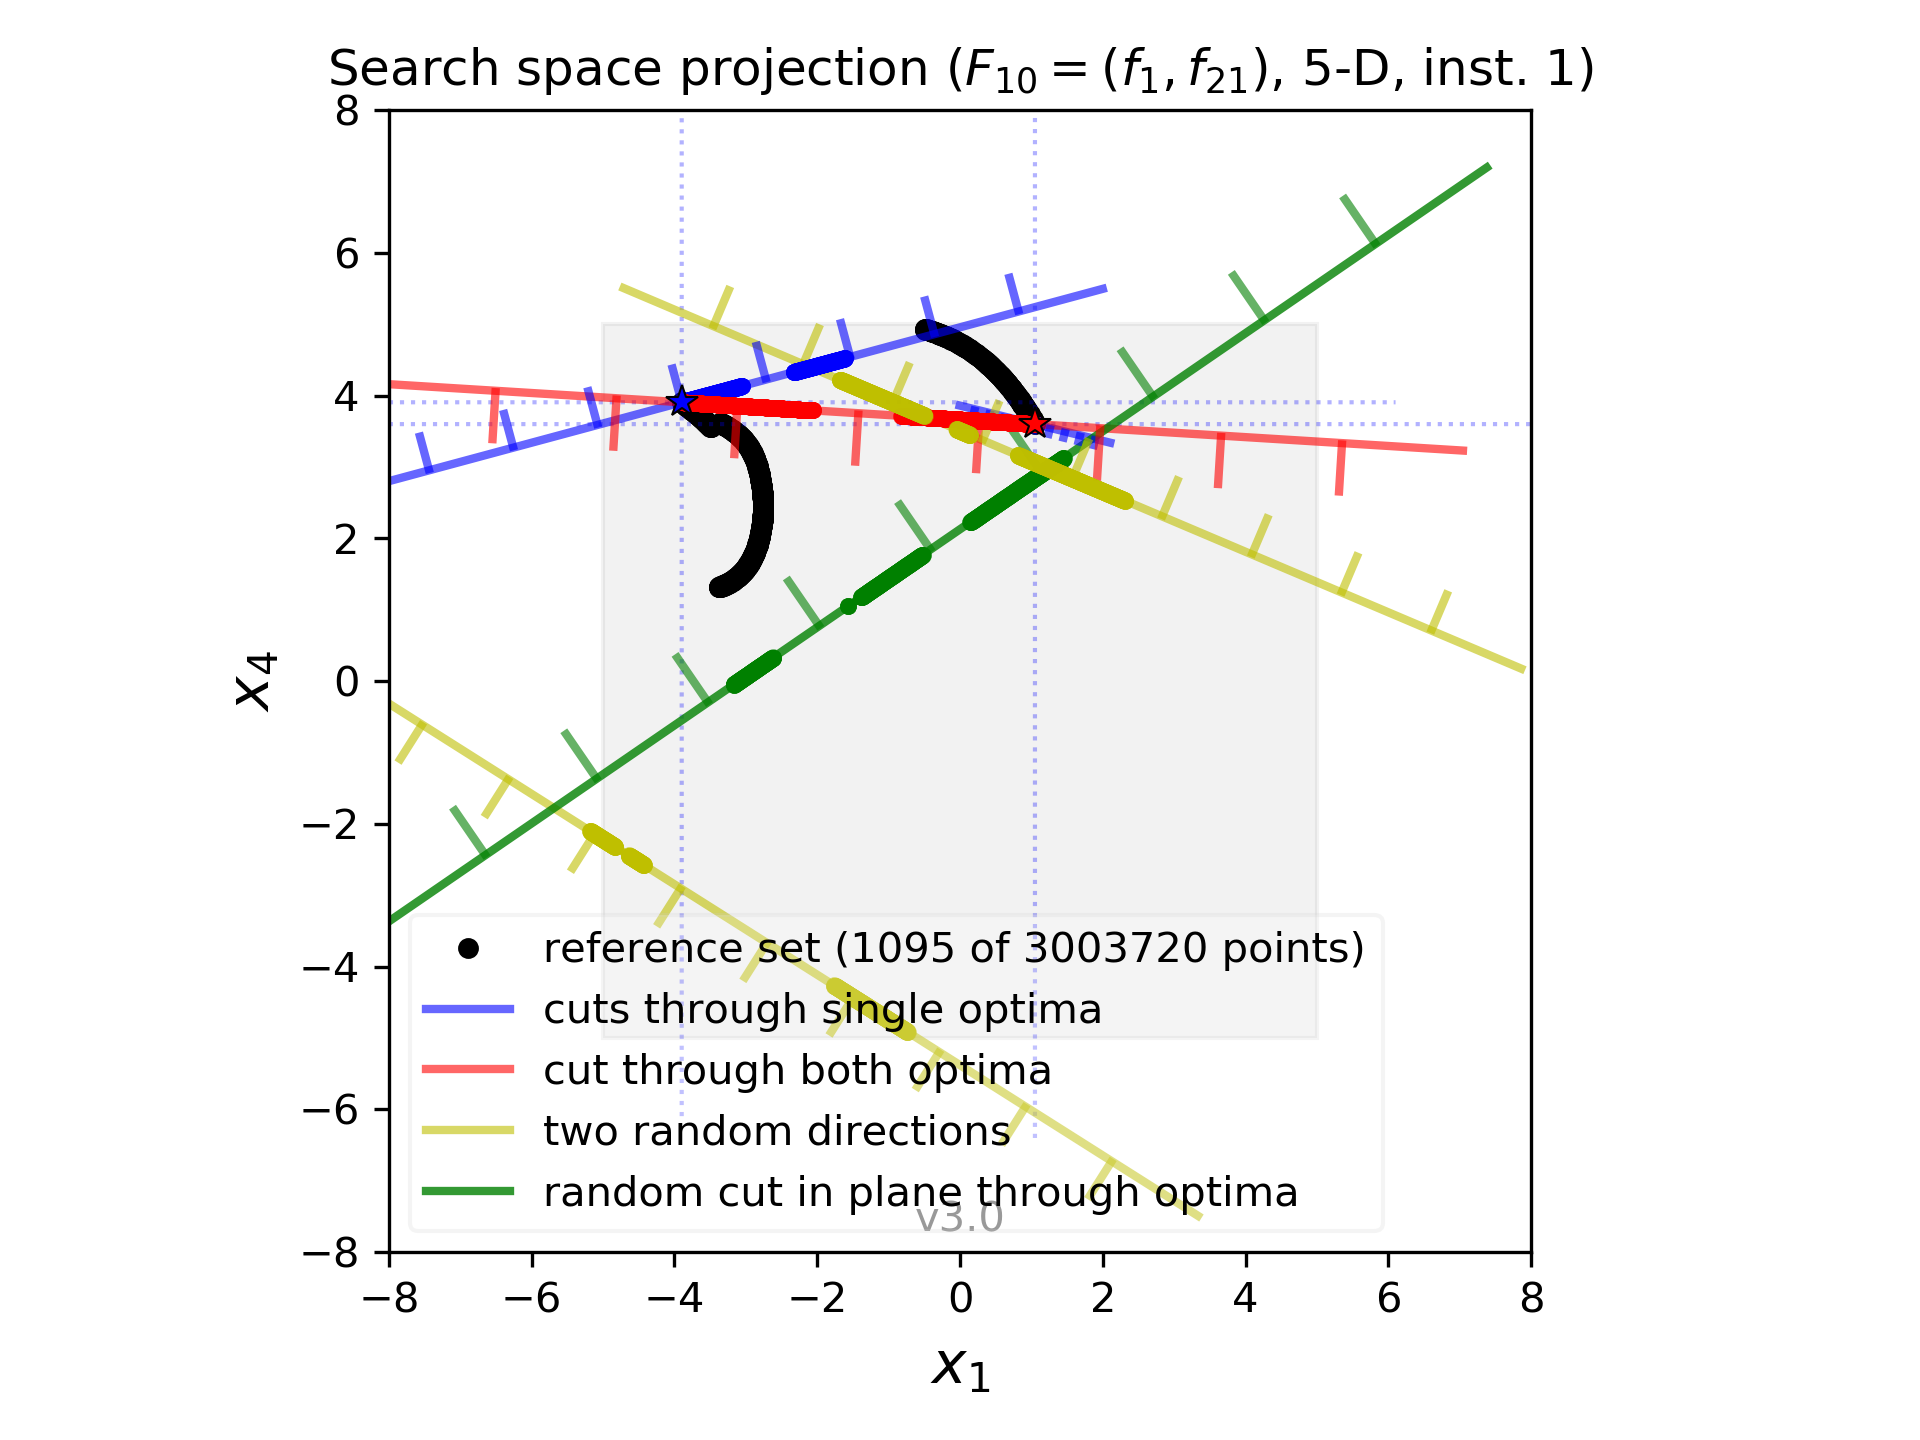 Search space projection (F10 = (f1, f21), 5-D, inst. 1)
8
6
4
2
0
−2
−4
−6
−8
x4
reference set (1095 of 3003720 points)
cuts through single optima
cut through both optima
two random directions
random cut in plane through optima
v3.0
−8 −6 −4 −2 0 2 4 6 8
x1